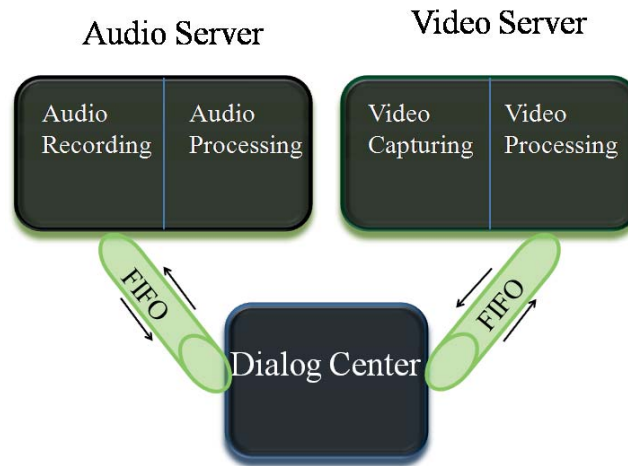 Audio Server
Video Server
Audio
Recording
Audio
Processing
Video
Capturing
Video
Processing
FIFO
FIFO
Dialog Center